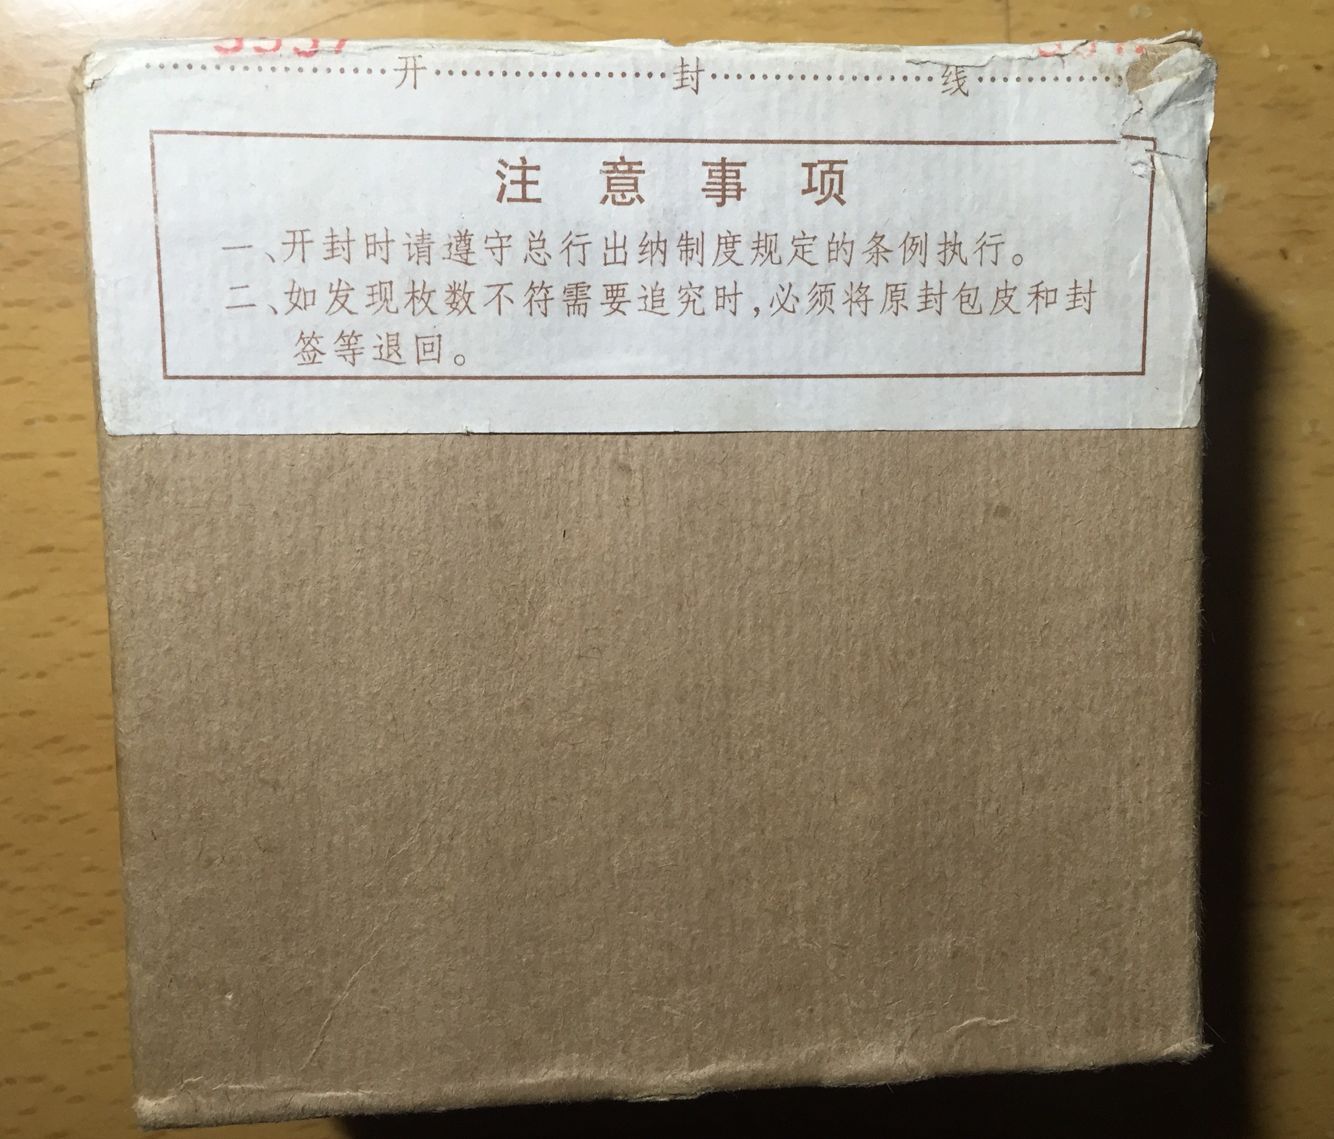 开封线
注意事项
一、开封时请遵守总行出纳制度规定的条例执行。
二、如发现枚数不符需要追究时,必须将原封包皮和封
签等退回。